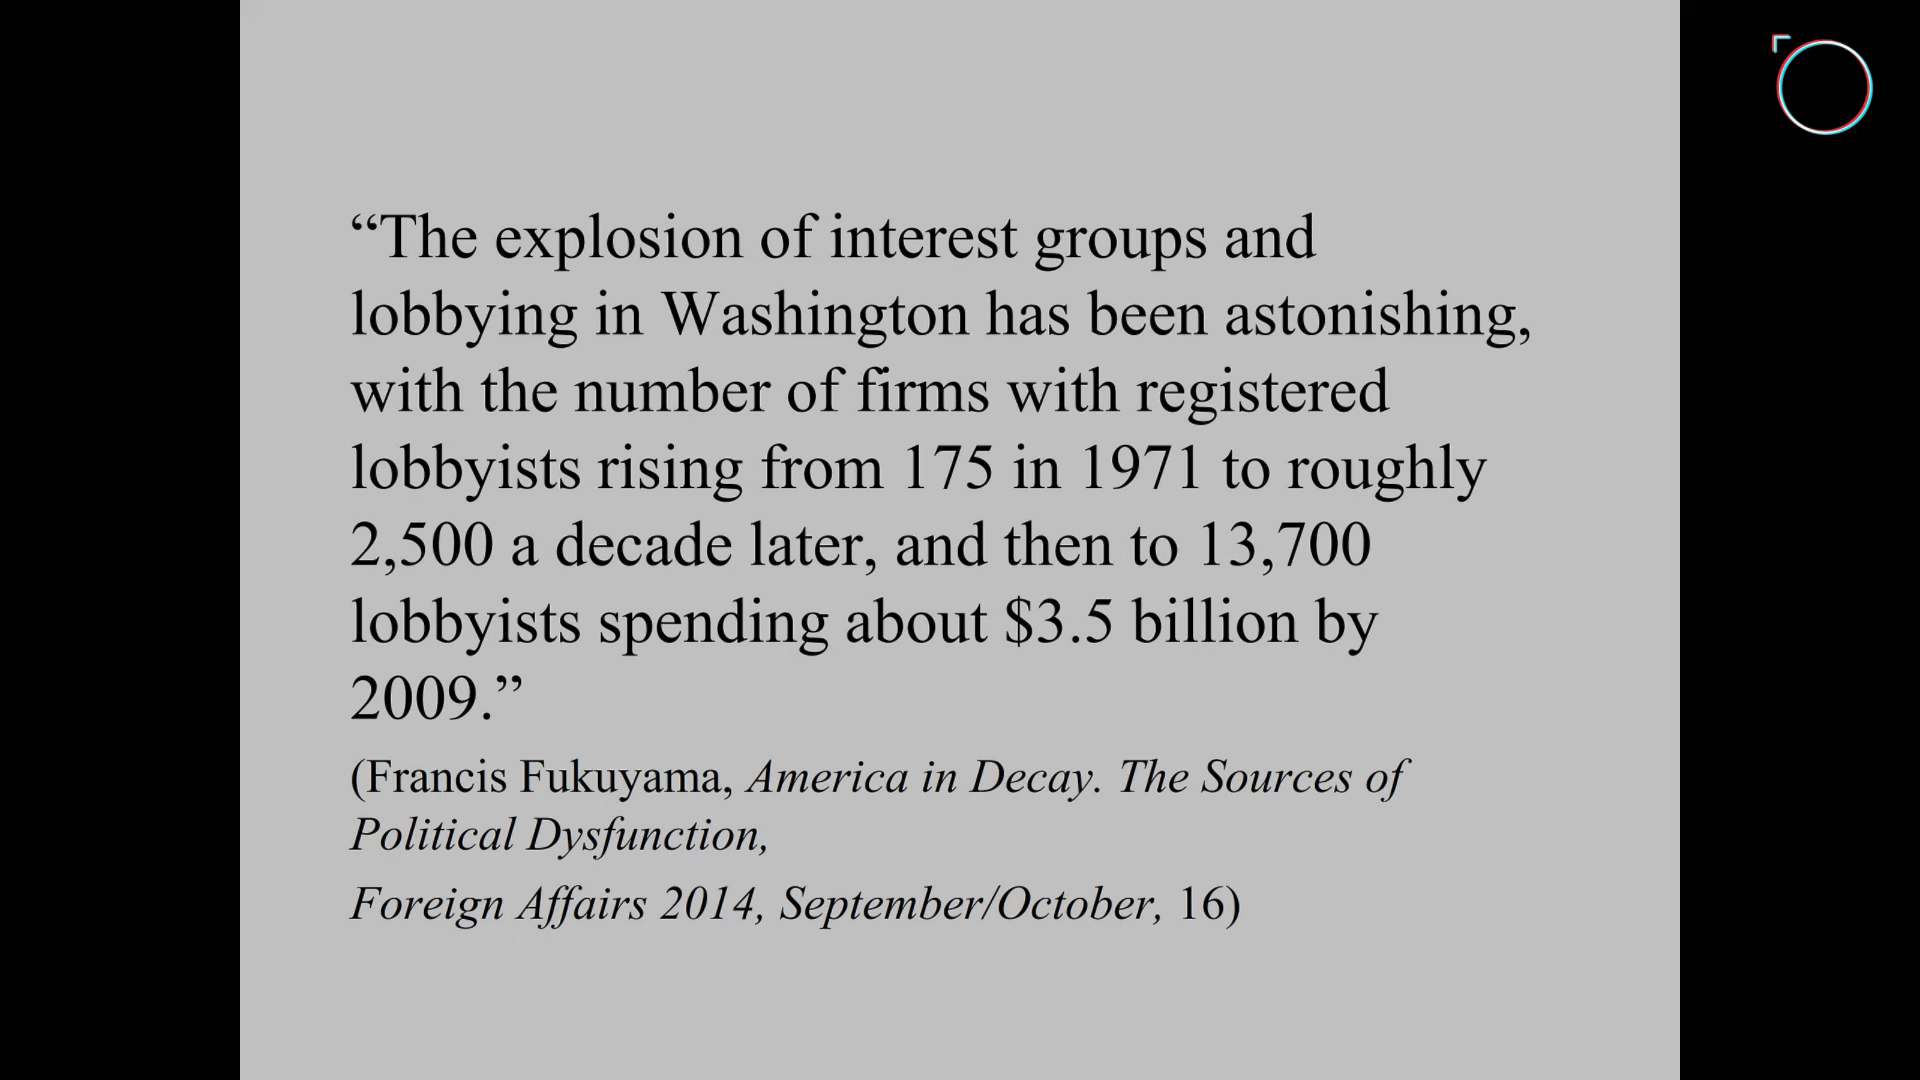 “The explosion of interest groups and
lobbying in Washington has been astonishing,
with the number of firms with registered
lobbyists rising from 175 in 1971 to roughly
2,500 a decade later, and then to 13,700
lobbyists spending about $3.5 billion by
2009.”
(Francis Fukuyama, America in Decay. The Sources of
Political Dysfunction,
Foreign Affairs 2014, September/October, 16)